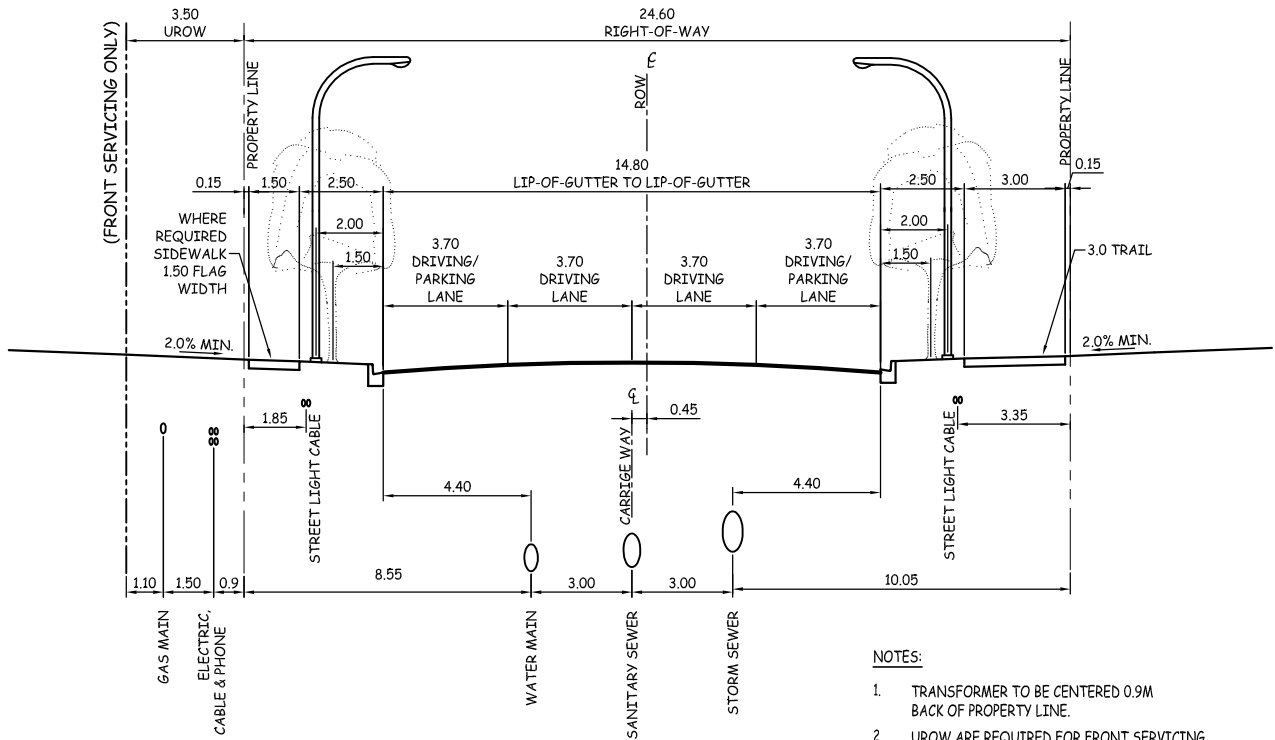 3.50
UROW
24.60
RIGHT-OF-WAY
(FRONT SERVICING ONLY)
PROPERTY LINE
℄
ROW
PROPERTY LINE
14.80
LIP-OF-GUTTER TO LIP-OF-GUTTER
0.15
1.50
2.50
2.50
3.00
0.15
WHERE
REQUIRED
SIDEWALK
1.50 FLAG
WIDTH
2.00
1.50
3.70
DRIVING/
PARKING
LANE
3.70
DRIVING
LANE
3.70
DRIVING
LANE
3.70
DRIVING/
PARKING
LANE
2.00
1.50
3.0 TRAIL
2.0% MIN.
2.0% MIN.
℄
0.45
1.85
STREET LIGHT CABLE
CARRIGE WAY
STREET LIGHT CABLE
3.35
4.40
4.40
1.10
1.50
0.9
8.55
3.00
3.00
10.05
GAS MAIN
ELECTRIC,
CABLE & PHONE
WATER MAIN
SANITARY SEWER
STORM SEWER
NOTES:
1. TRANSFORMER TO BE CENTERED 0.9M
BACK OF PROPERTY LINE.
2 UROW ARE REQUIRED FOR FRONT SERVICING